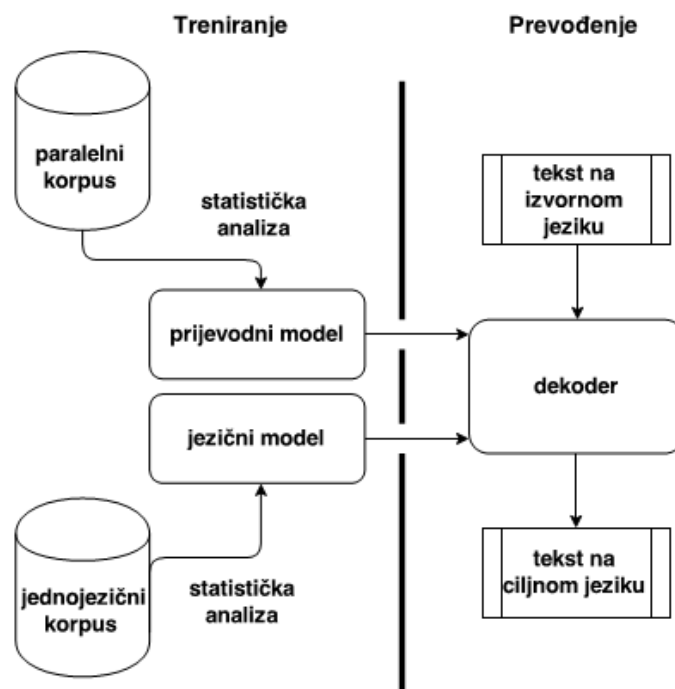 Treniranje
Prevođenje
paralelni
korpus
statistička
analiza
tekst na
izvornom
jeziku
prijevodni model
dekoder
jezični model
jednojezični
korpus
statistička
analiza
tekst na
ciljnom jeziku